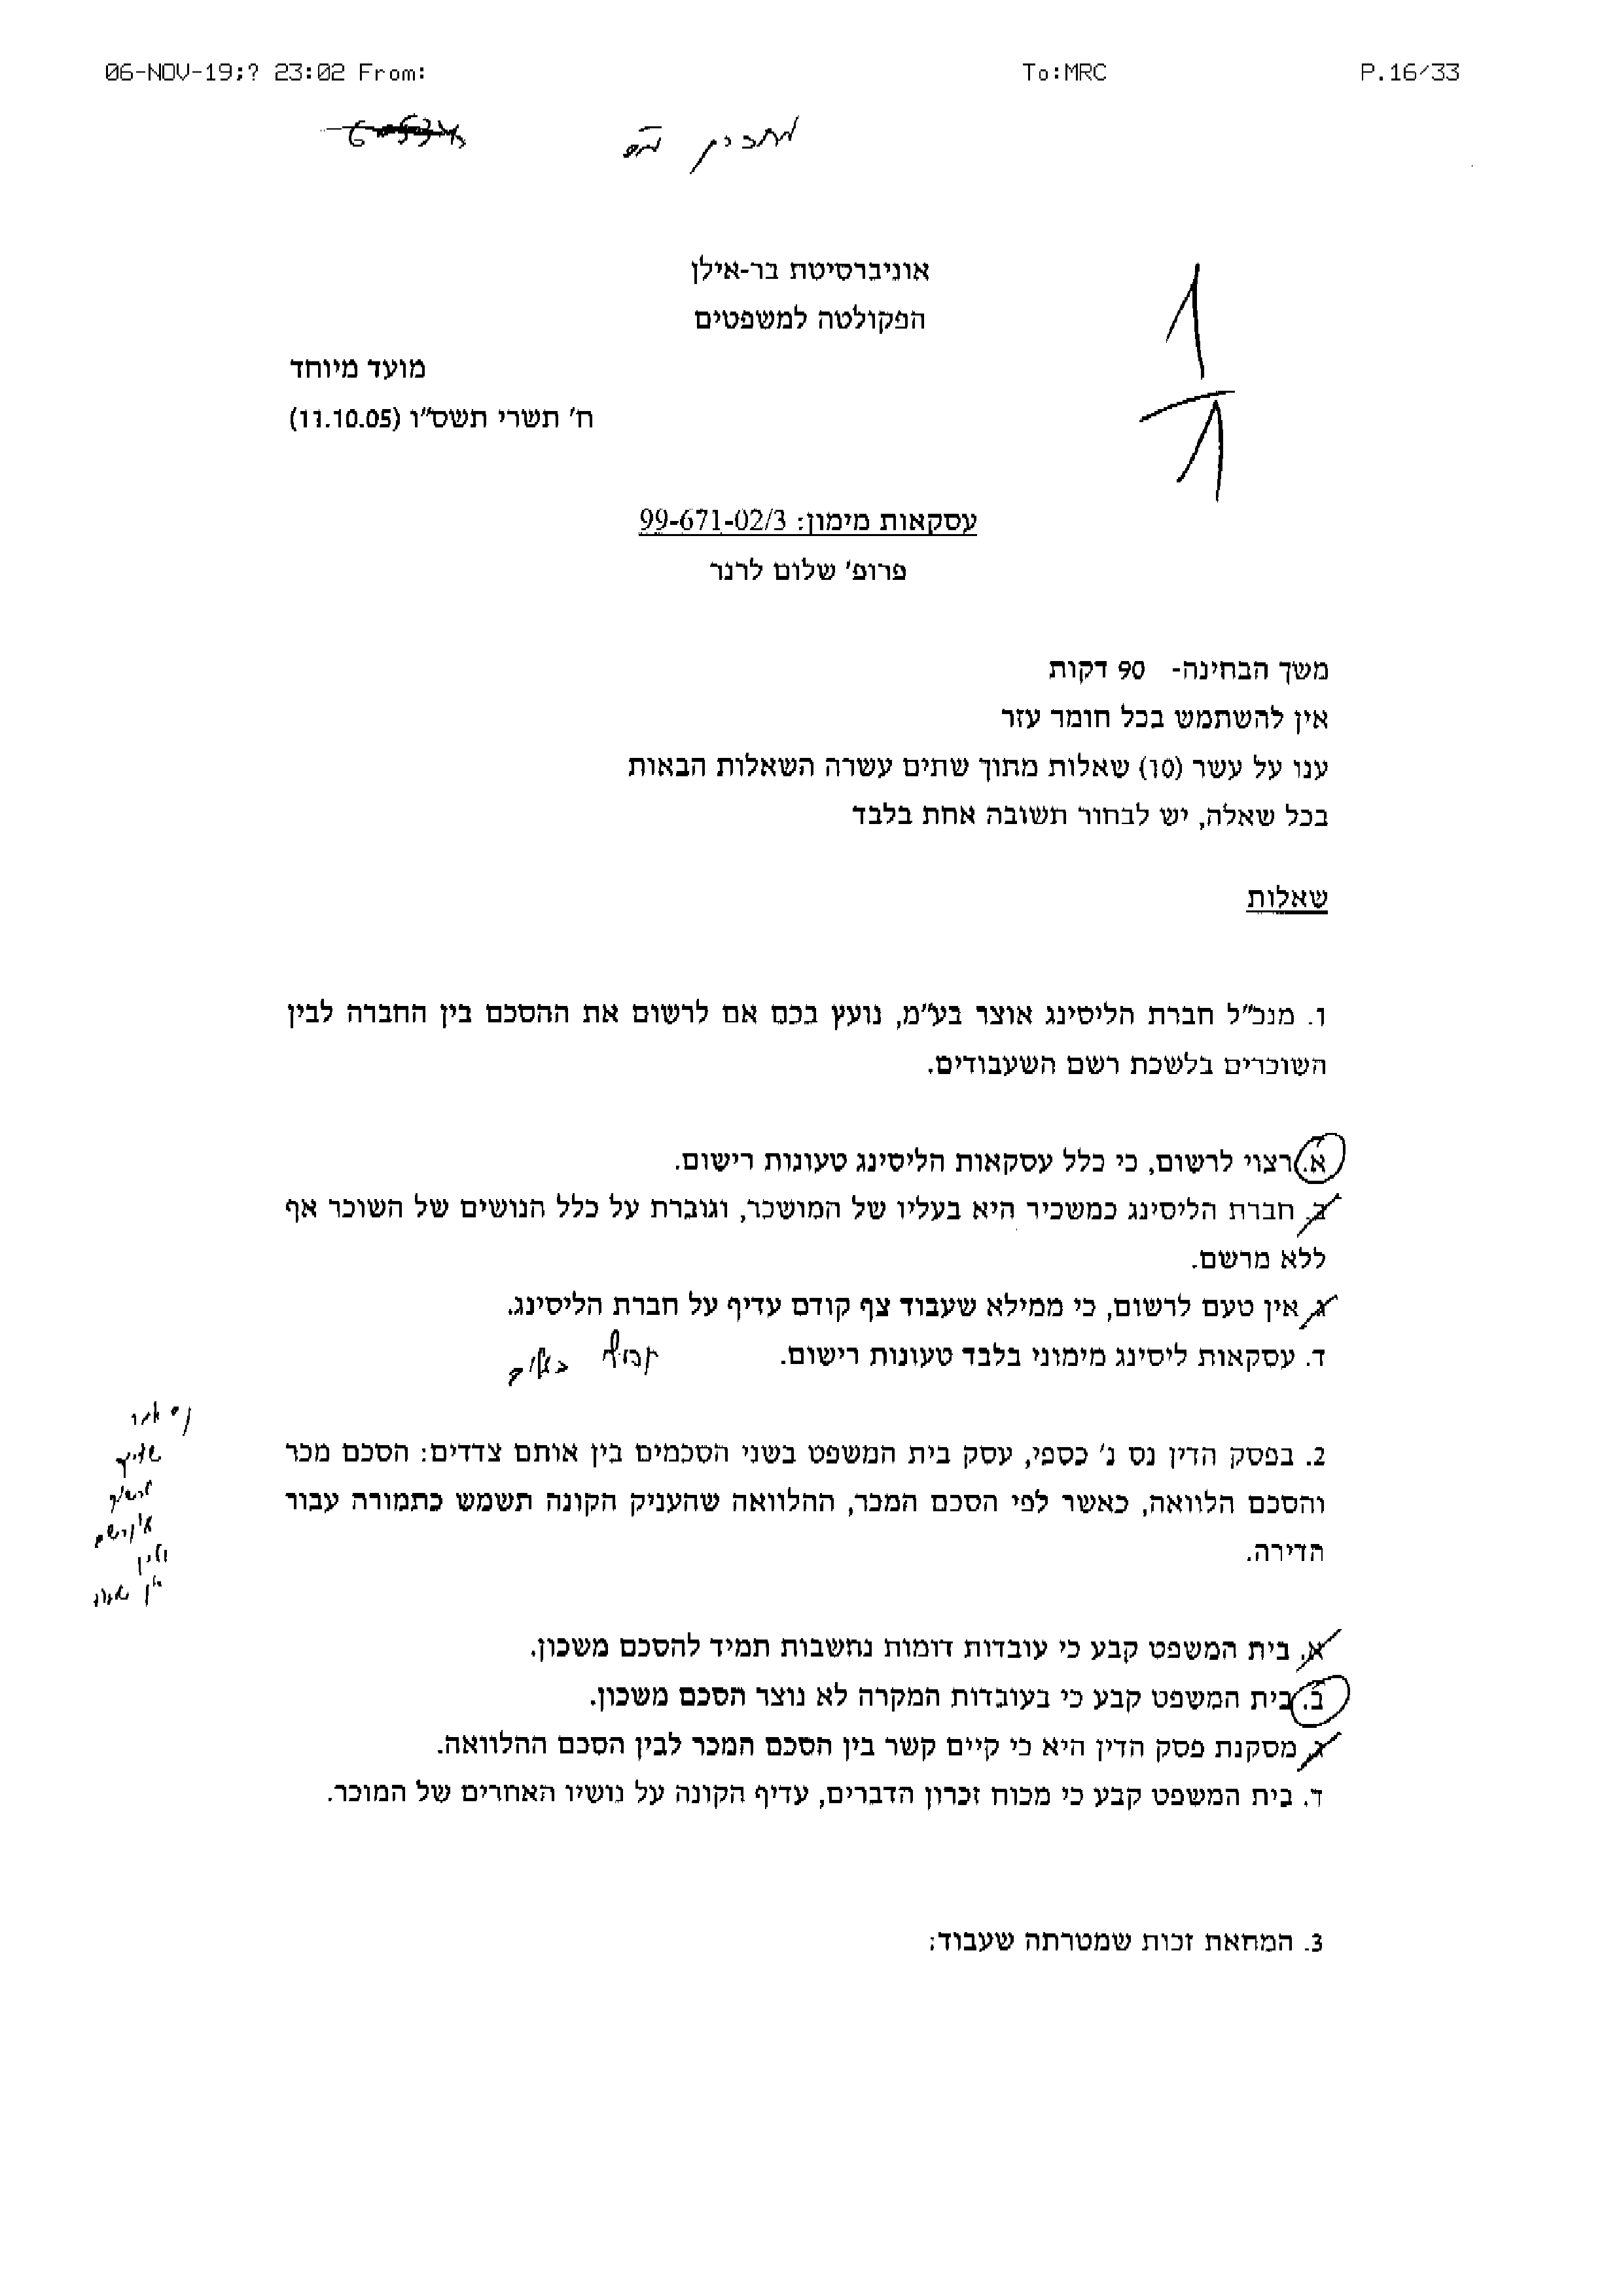 06-NOV-19;? 23:02 From: To:MRC P.16/33
אוניברסיטת בר-אילן
הפקולטה למשפטים
מועד מיוחד
ח' תשרי תשס"ו (11.10.05)
עסקאות מימון: 99-671-02/3
פרופ' שלום לרנר
משך הבחינה- 90 דקות
אין להשתמש בכל חומר עזר
ענו על עשר (10) שאלות מתוך שתים עשרה השאלות הבאות
בכל שאלה, יש לבחור תשובה אחת בלבד
שאלות
1. מנכ"ל חברת הליסינג אוצר בע"מ, נועץ בכם אם לרשום את ההסכם בין החברה לבין
השוכרים בלשכת רשם השעבודים.
א. רצוי לרשום, כי כלל עסקאות הליסינג טעונות רישום.
ב. חברת הליסינג כמשכיר היא בעליו של המושכר, וגוברת על כלל הנושים של השוכר אף
ללא מרשם.
ג. אין טעם לרשום, כי ממילא שעבוד צף קודם עדיף על חברת הליסינג.
ד. עסקאות ליסינג מימוני בלבד טעונות רישום.
2. בפסק הדין נס נ' כספי, עסק בית המשפט בשני הסכמים בין אותם צדדים: הסכם מכר
והסכם הלוואה, כאשר לפי הסכם המכר, ההלוואה שהעניק הקונה תשמש כתמורה עבור
הדירה.
א. בית המשפט קבע כי עובדות דומות נחשבות תמיד להסכם משכון.
ב. בית המשפט קבע כי בעובדות המקרה לא נוצר הסכם משכון.
ג. מסקנת פסק הדין היא כי קיים קשר בין הסכם המכר לבין הסכם ההלוואה.
ד. בית המשפט קבע כי מכוח זכרון הדברים, עדיף הקונה על נושיו האחרים של המוכר.
3. המחאת זכות שמטרתה שעבוד: